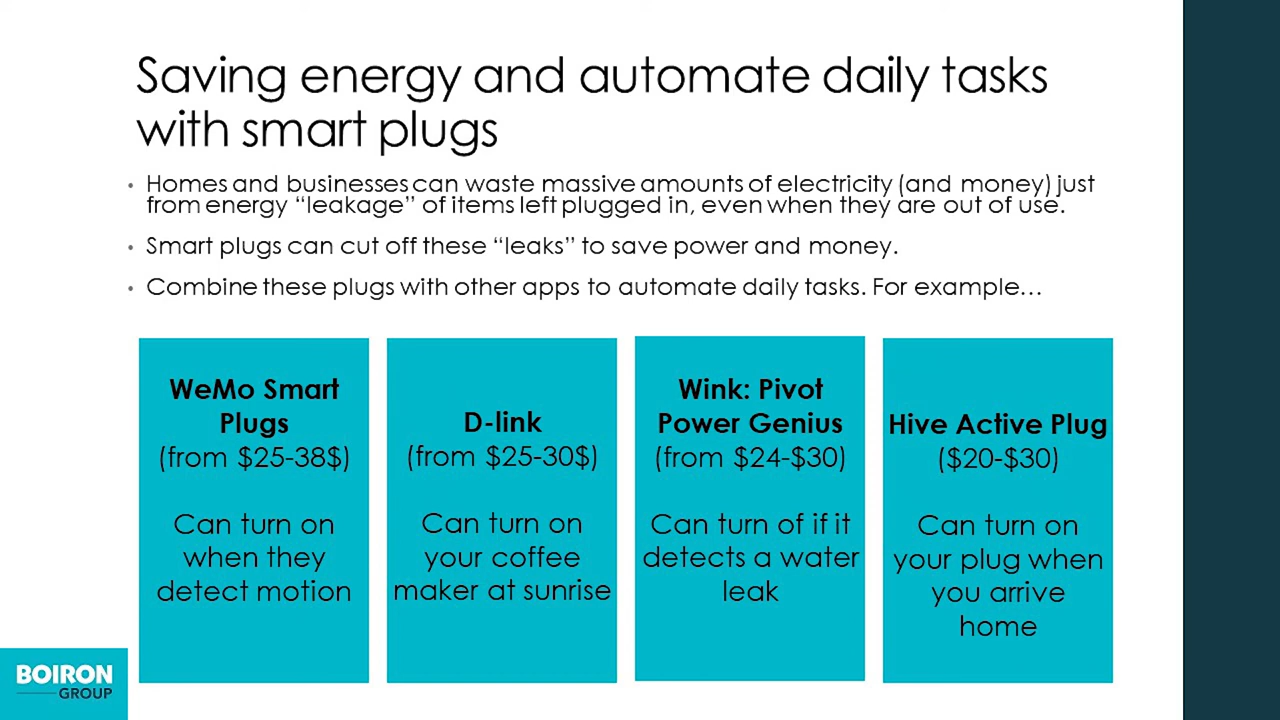 Saving energy and automate daily tasks
with smart plugs
• Homes and businesses can waste massive amounts of electricity (and money) just
from energy “leakage” of items left plugged in, even when they are out of use.
• Smart plugs can cut off these “leaks” to save power and money.
• Combine these plugs with other apps to automate daily tasks. For example…
WeMo Smart
Plugs
(from $25-38$)
Can turn on
when they
detect motion
D-link
(from $25-30$)
Can turn on
your coffee
maker at sunrise
Wink: Pivot
Power Genius
(from $24-$30)
Can turn of if it
detects a water
leak
Hive Active Plug
($20-$30)
Can turn on
your plug when
you arrive
home
BOIRON
GROUP